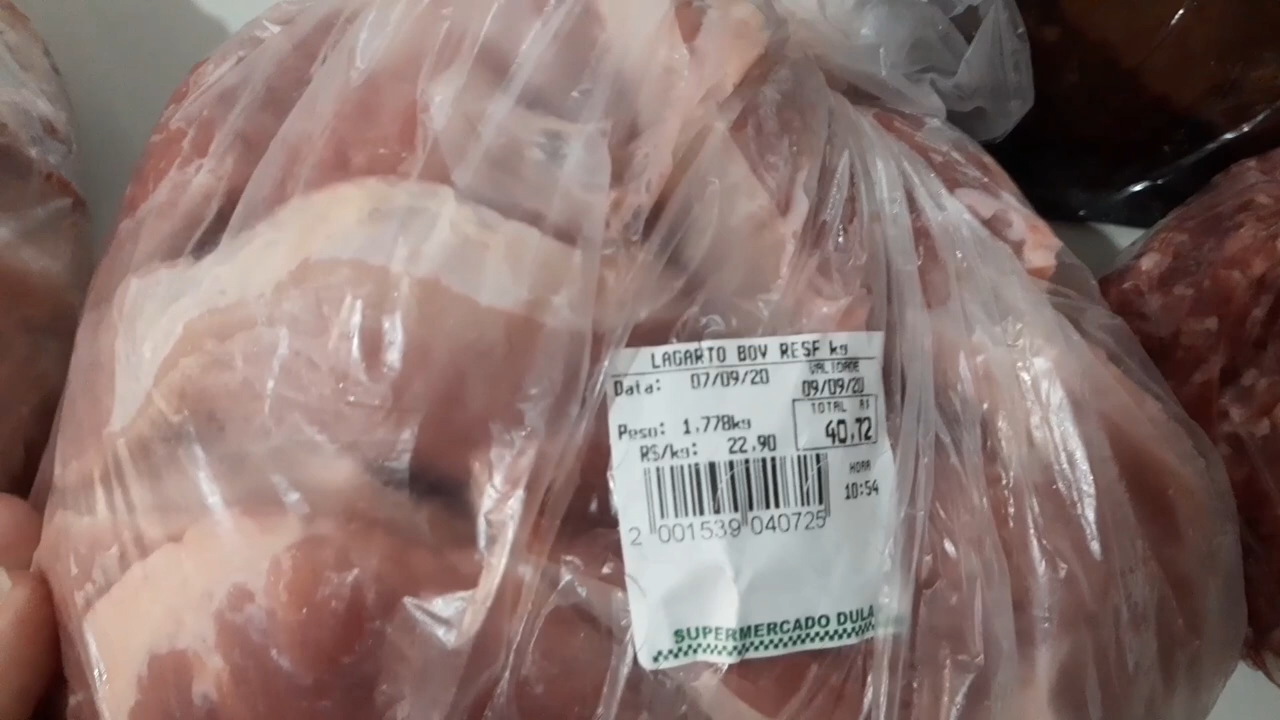 LAGARTO BOV RESF kg
Data: 07/09/20
VALIDADE
09/09/20
TOTAL R$
40,72
Peso: 1.778kg
R$/kg: 22,90
HORA
10:54
2 001539 040725
SUPERMERCADO DULA